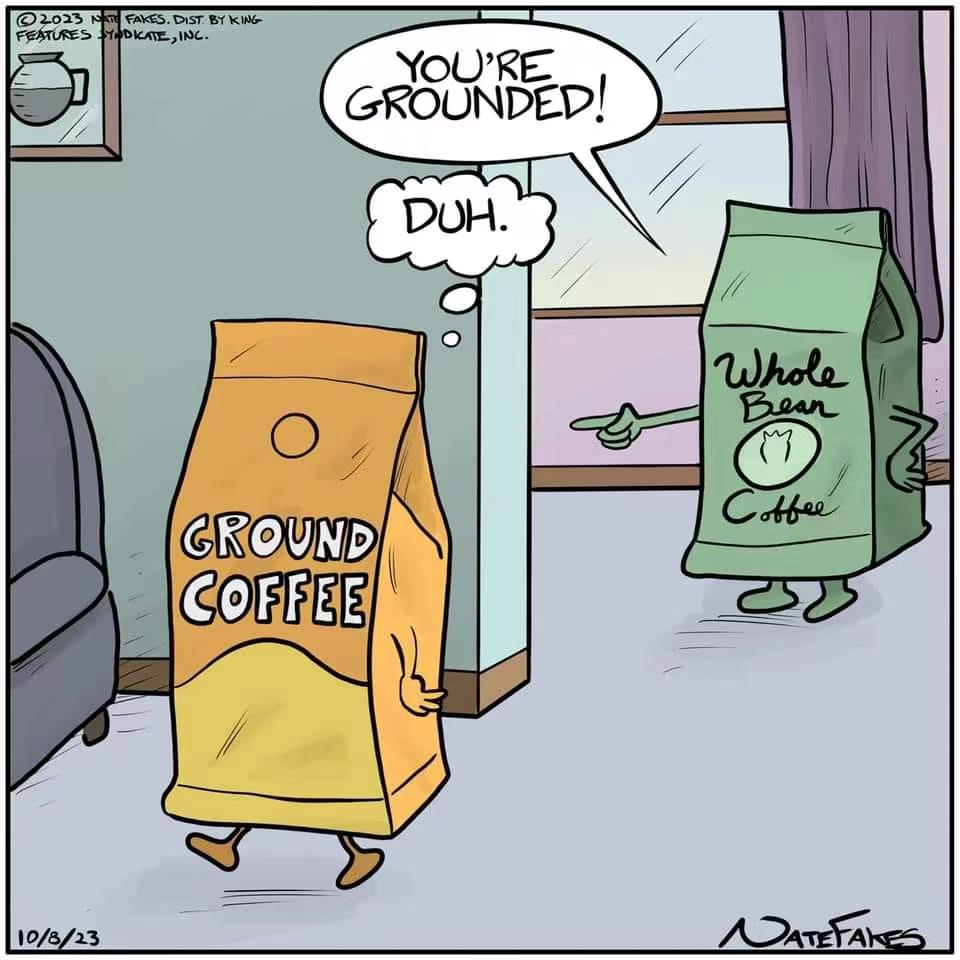 ©2023 NATE FAKES. DIST. BY KING
FEATURES SYNDICATE, INC.
YOU'RE
GROUNDED!
DUH.
Whole
Bean
Coffee
GROUND
COFFEE
10/8/23
NATEFAKES